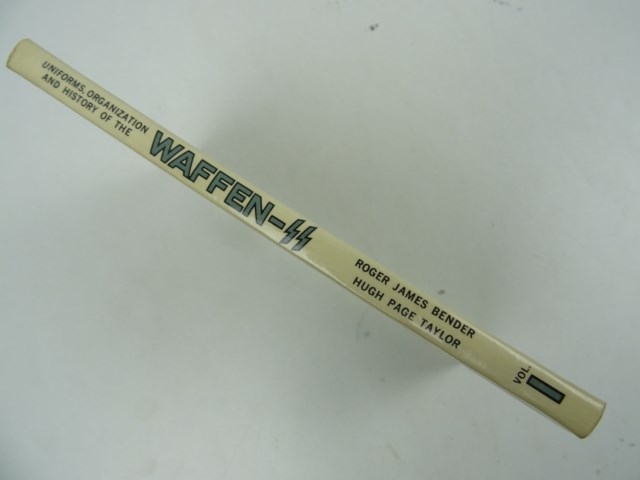 UNIFORMS, ORGANIZATION
AND HISTORY OF THE
WAFFEN-SS
ROGER JAMES BENDER
HUGH PAGE TAYLOR
VOL. I